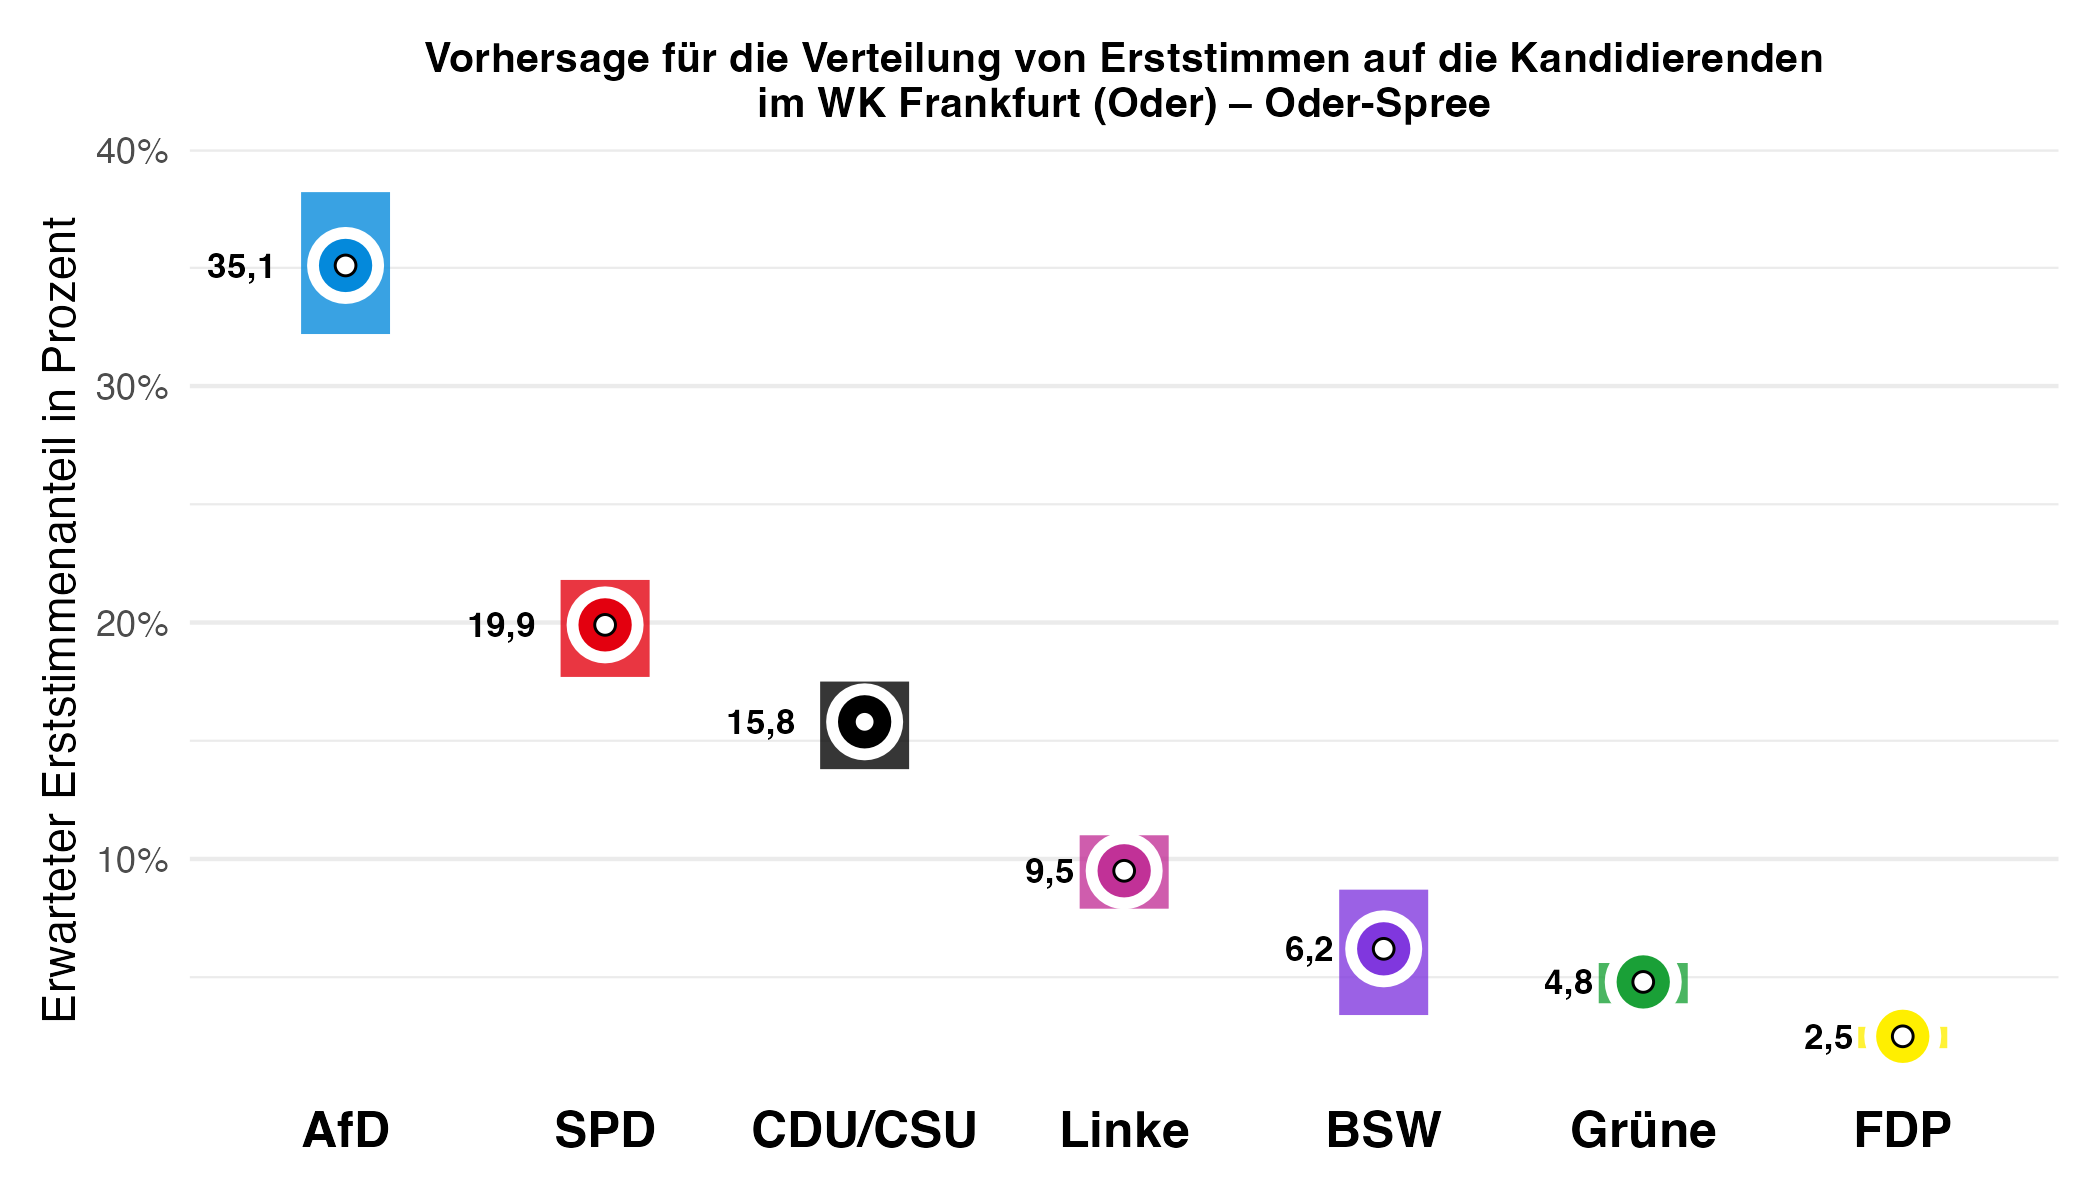 Vorhersage für die Verteilung von Erststimmen auf die Kandidierenden
im WK Frankfurt (Oder) – Oder-Spree
Erwarteter Erststimmenanteil in Prozent
40%
30%
20%
10%
35,1
19,9
15,8
9,5
6,2
4,8
2,5
AfD
SPD
CDU/CSU
Linke
BSW
Grüne
FDP